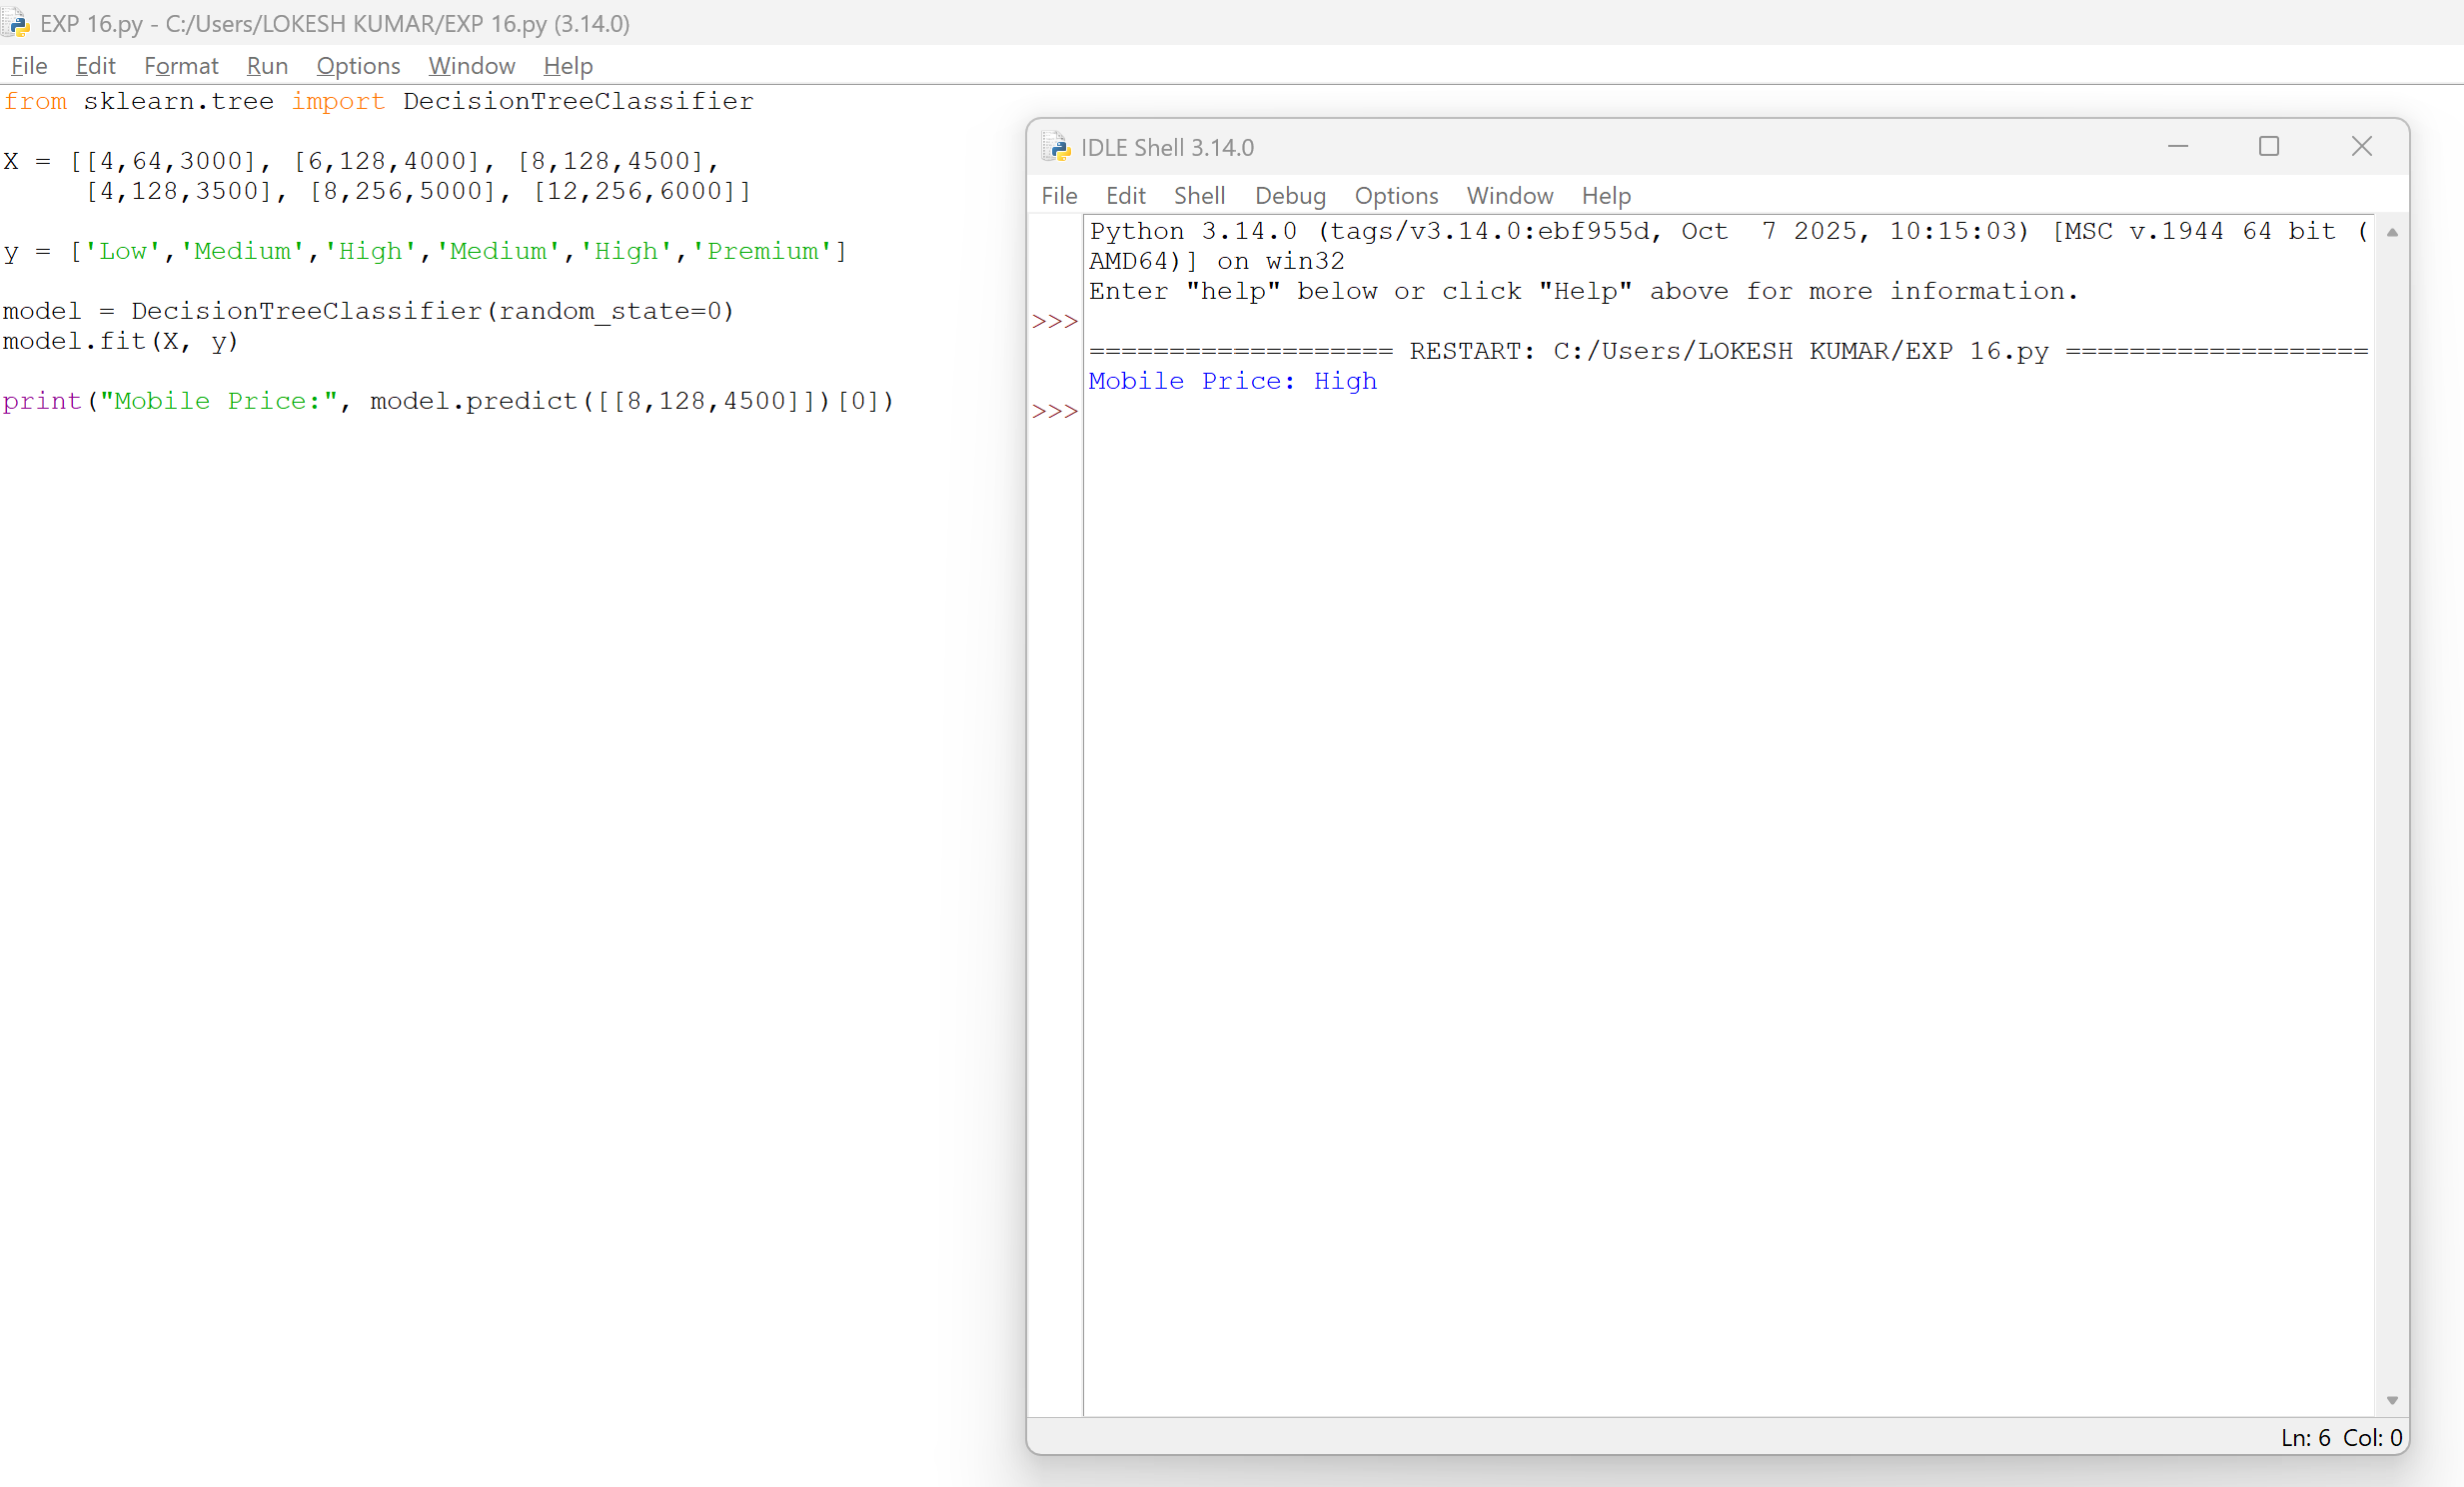 EXP 16.py - C:/Users/LOKESH KUMAR/EXP 16.py (3.14.0)
File Edit Format Run Options Window Help
from sklearn.tree import DecisionTreeClassifier
X = [[4,64,3000], [6,128,4000], [8,128,4500],
     [4,128,3500], [8,256,5000], [12,256,6000]]
y = ['Low','Medium','High','Medium','High','Premium']
model = DecisionTreeClassifier(random_state=0)
model.fit(X, y)
print("Mobile Price:", model.predict([[8,128,4500]])[0])
IDLE Shell 3.14.0
File Edit Shell Debug Options Window Help
Python 3.14.0 (tags/v3.14.0:ebf955d, Oct  7 2025, 10:15:03) [MSC v.1944 64 bit (
AMD64)] on win32
Enter "help" below or click "Help" above for more information.
>>>
=================== RESTART: C:/Users/LOKESH KUMAR/EXP 16.py ===================
Mobile Price: High
>>>
Ln: 6 Col: 0